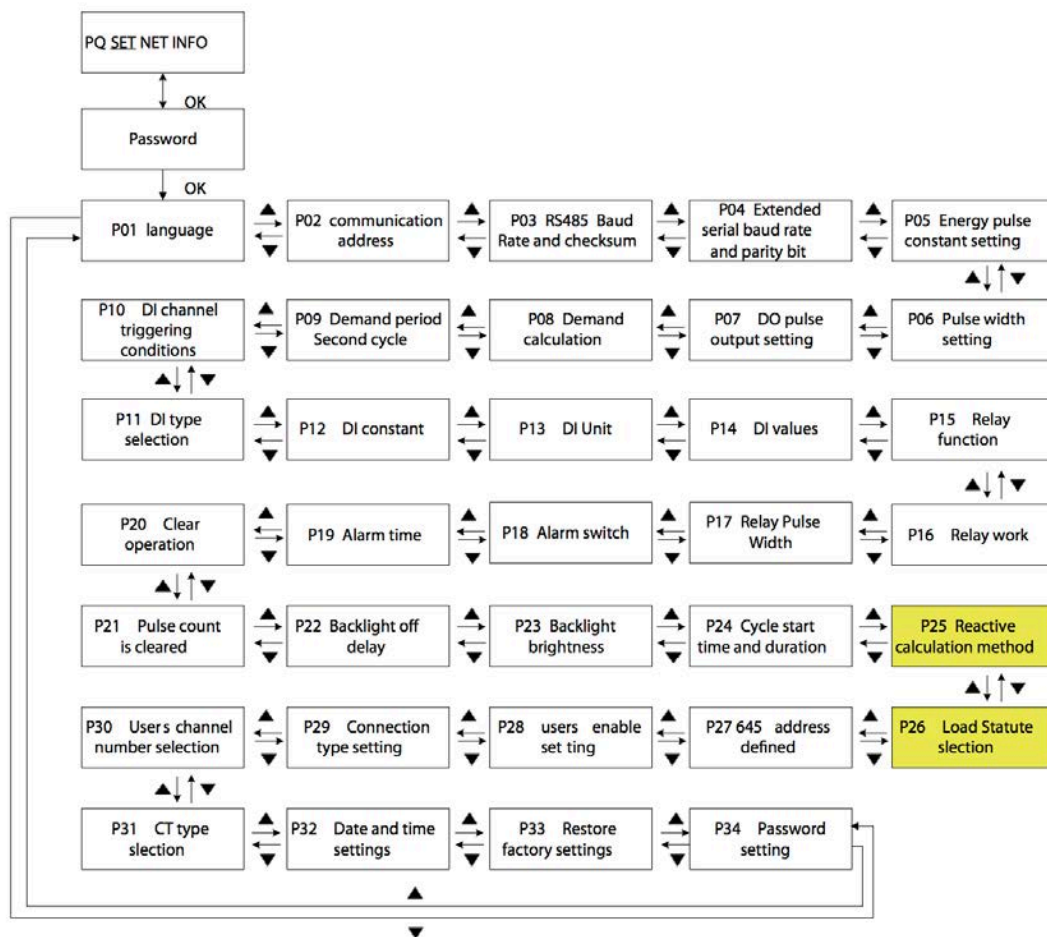 PQ SET NET INFO
OK
Password
OK
P01 language
P02 communication
address
P03 RS485 Baud
Rate and checksum
P04 Extended
serial baud rate
and parity bit
P05 Energy pulse
constant setting
P10 DI channel
triggering
conditions
P09 Demand period
Second cycle
P08 Demand
calculation
P07 DO pulse
output setting
P06 Pulse width
setting
P11 DI type
selection
P12 DI constant
P13 DI Unit
P14 DI values
P15 Relay
function
P20 Clear
operation
P19 Alarm time
P18 Alarm switch
P17 Relay Pulse
Width
P16 Relay work
P21 Pulse count
is cleared
P22 Backlight off
delay
P23 Backlight
brightness
P24 Cycle start
time and duration
P25 Reactive
calculation method
P30 Users channel
number selection
P29 Connection
type setting
P28 users enable
set ting
P27 645 address
defined
P26 Load Statute
slection
P31 CT type
slection
P32 Date and time
settings
P33 Restore
factory settings
P34 Password
setting